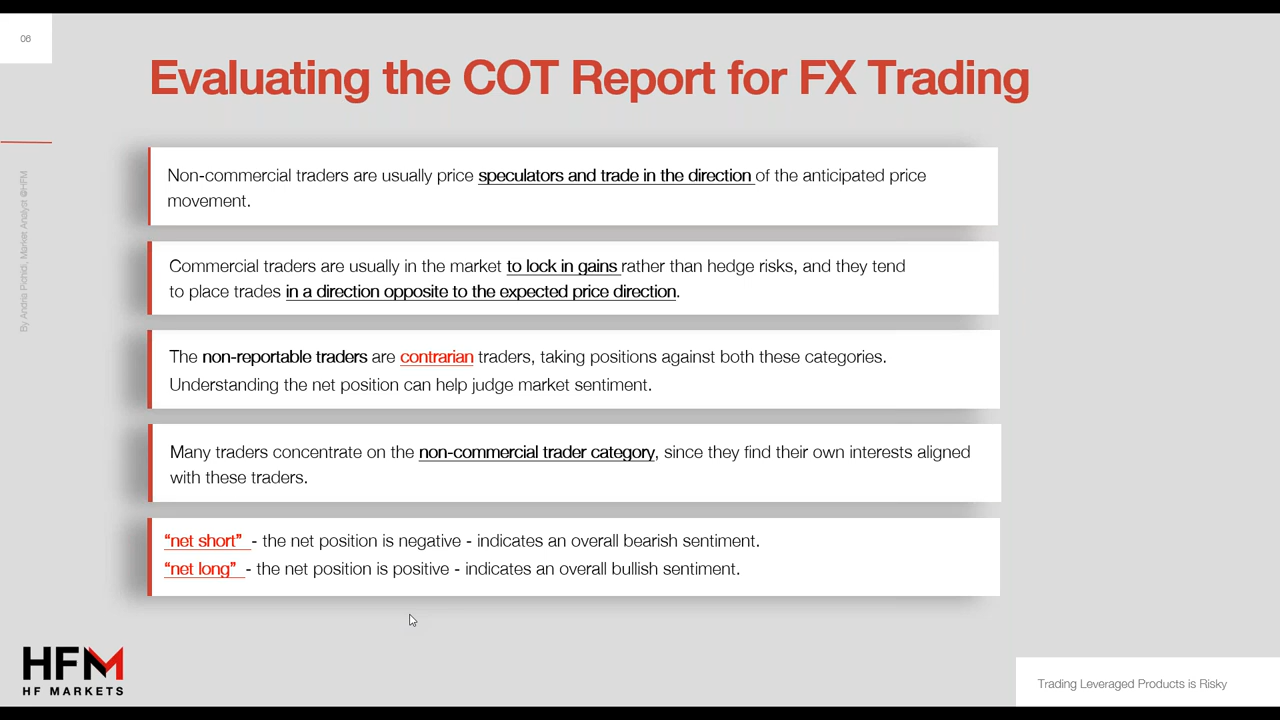 06
Evaluating the COT Report for FX Trading
By Andria Pichidi, Market Analyst @HFM
Non-commercial traders are usually price speculators and trade in the direction of the anticipated price
movement.
Commercial traders are usually in the market to lock in gains rather than hedge risks, and they tend
to place trades in a direction opposite to the expected price direction.
The non-reportable traders are contrarian traders, taking positions against both these categories.
Understanding the net position can help judge market sentiment.
Many traders concentrate on the non-commercial trader category, since they find their own interests aligned
with these traders.
“net short” - the net position is negative - indicates an overall bearish sentiment.
“net long” - the net position is positive - indicates an overall bullish sentiment.
HFM
HF MARKETS
Trading Leveraged Products is Risky